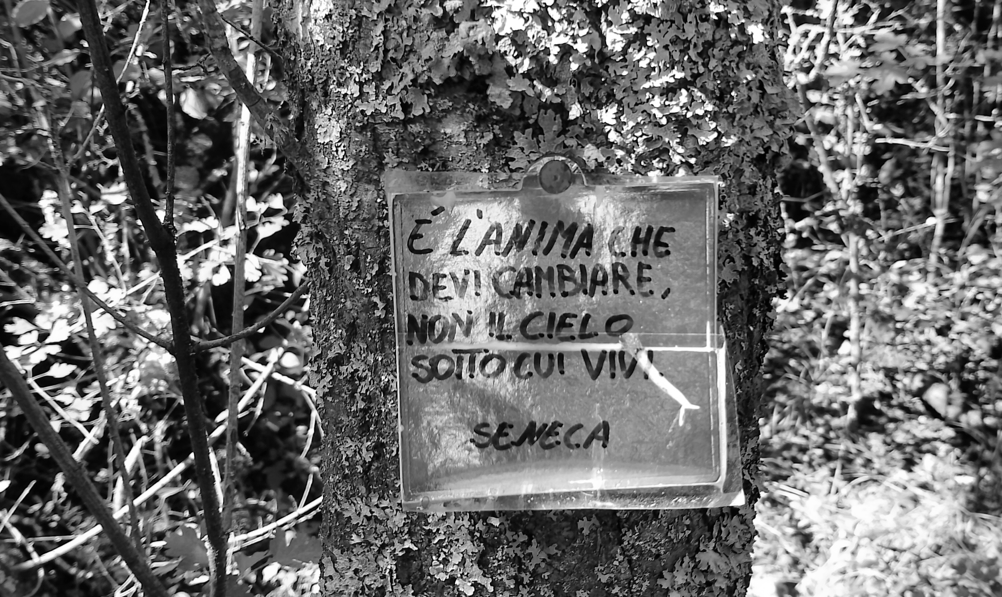 É L'ANIMA CHE
DEVI CAMBIARE,
NON IL CIELO
SOTTO CUI VIVI.
SENECA